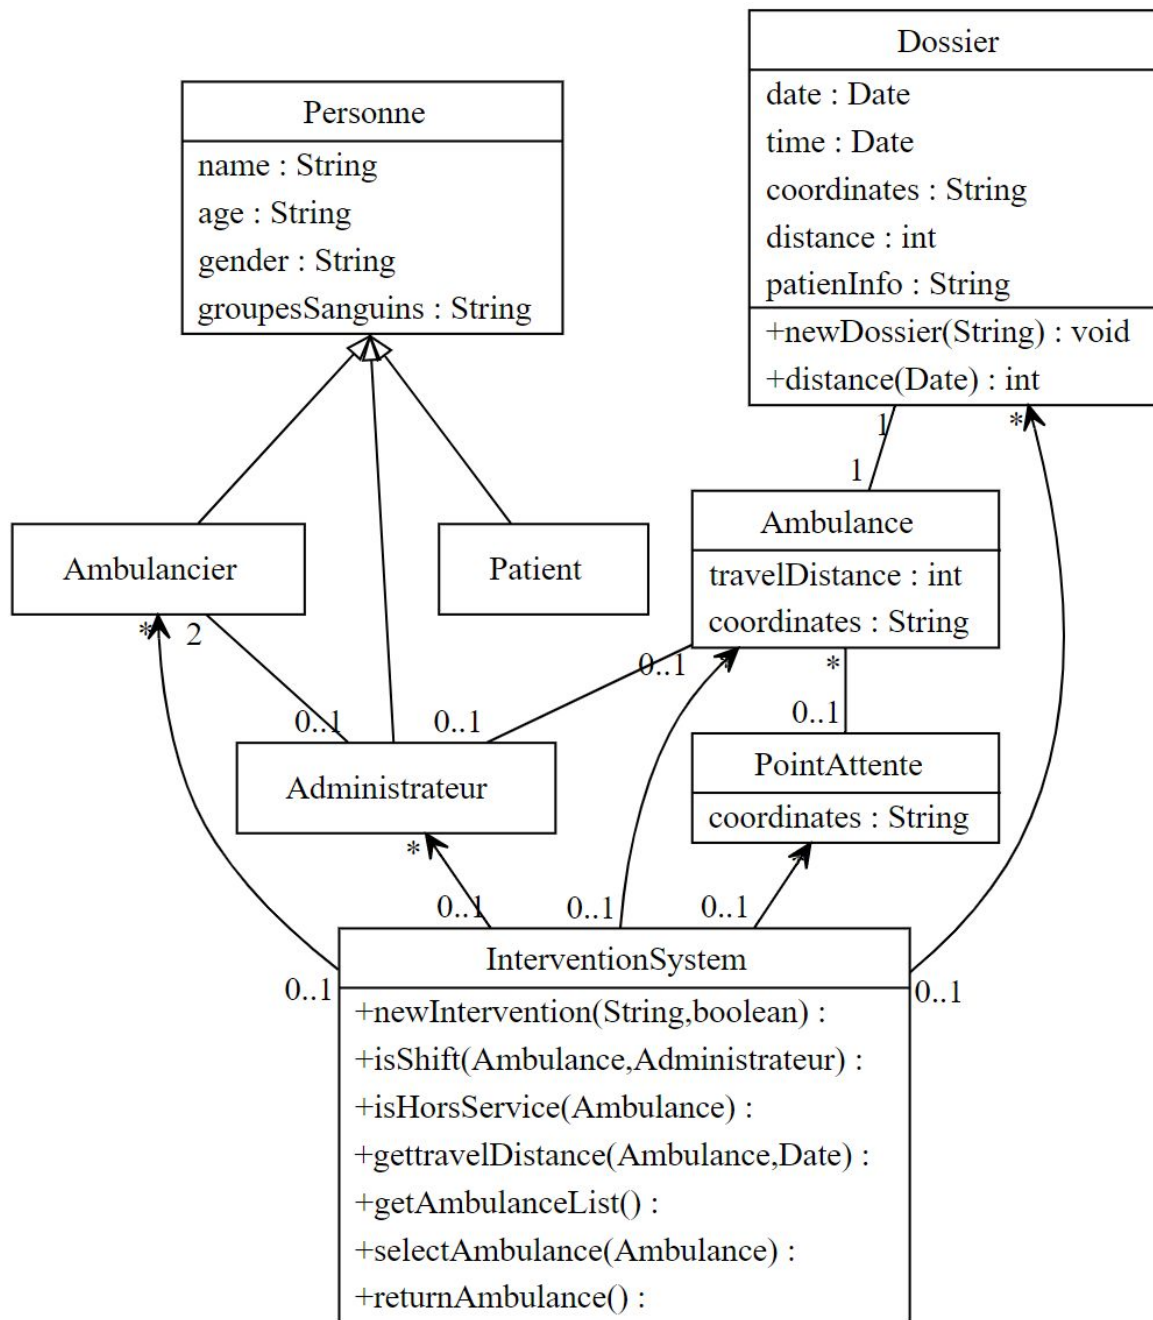 Dossier
date : Date
time : Date
coordinates : String
distance : int
patienInfo : String
+newDossier(String) : void
+distance(Date) : int
Personne
name : String
age : String
gender : String
groupesSanguins : String
*
1
1
Ambulancier
Patient
Ambulance
travelDistance : int
coordinates : String
*
2
0..1
*
*
0..1
0..1
0..1
Administrateur
PointAttente
coordinates : String
*
*
0..1
0..1
0..1
InterventionSystem
0..1
0..1
+newIntervention(String,boolean) :
+isShift(Ambulance,Administrateur) :
+isHorsService(Ambulance) :
+gettravelDistance(Ambulance,Date) :
+getAmbulanceList() :
+selectAmbulance(Ambulance) :
+returnAmbulance() :